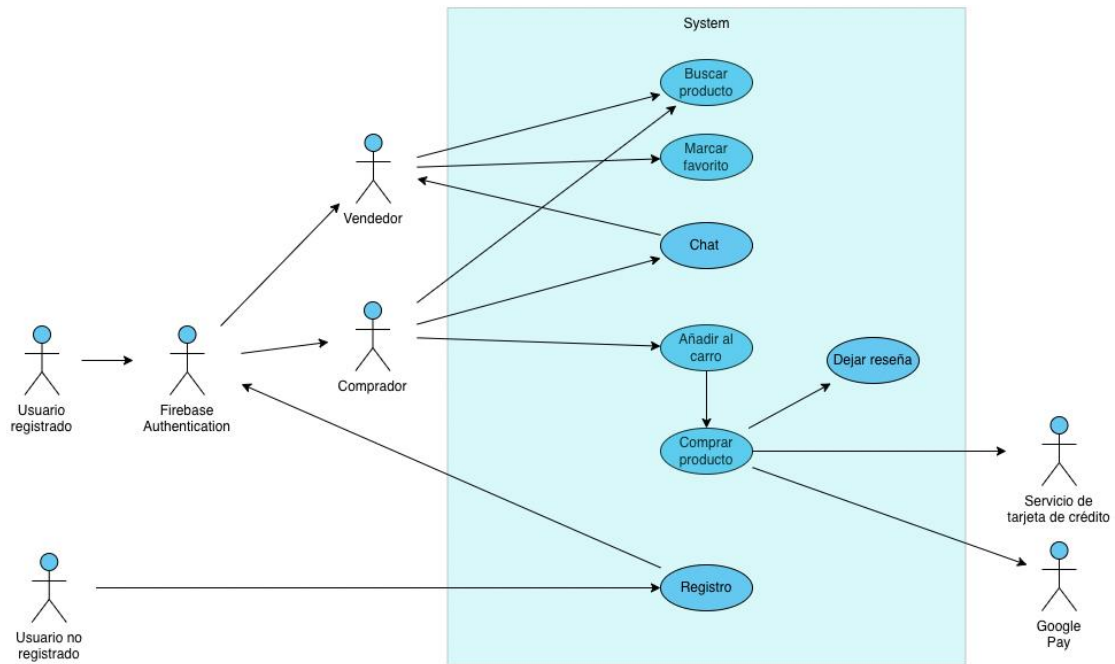 System
Buscar
producto
Marcar
favorito
Vendedor
Chat
Añadir al
carro
Dejar reseña
Comprador
Usuario
registrado
Firebase
Authentication
Comprar
producto
Servicio de
tarjeta de crédito
Registro
Usuario no
registrado
Google
Pay